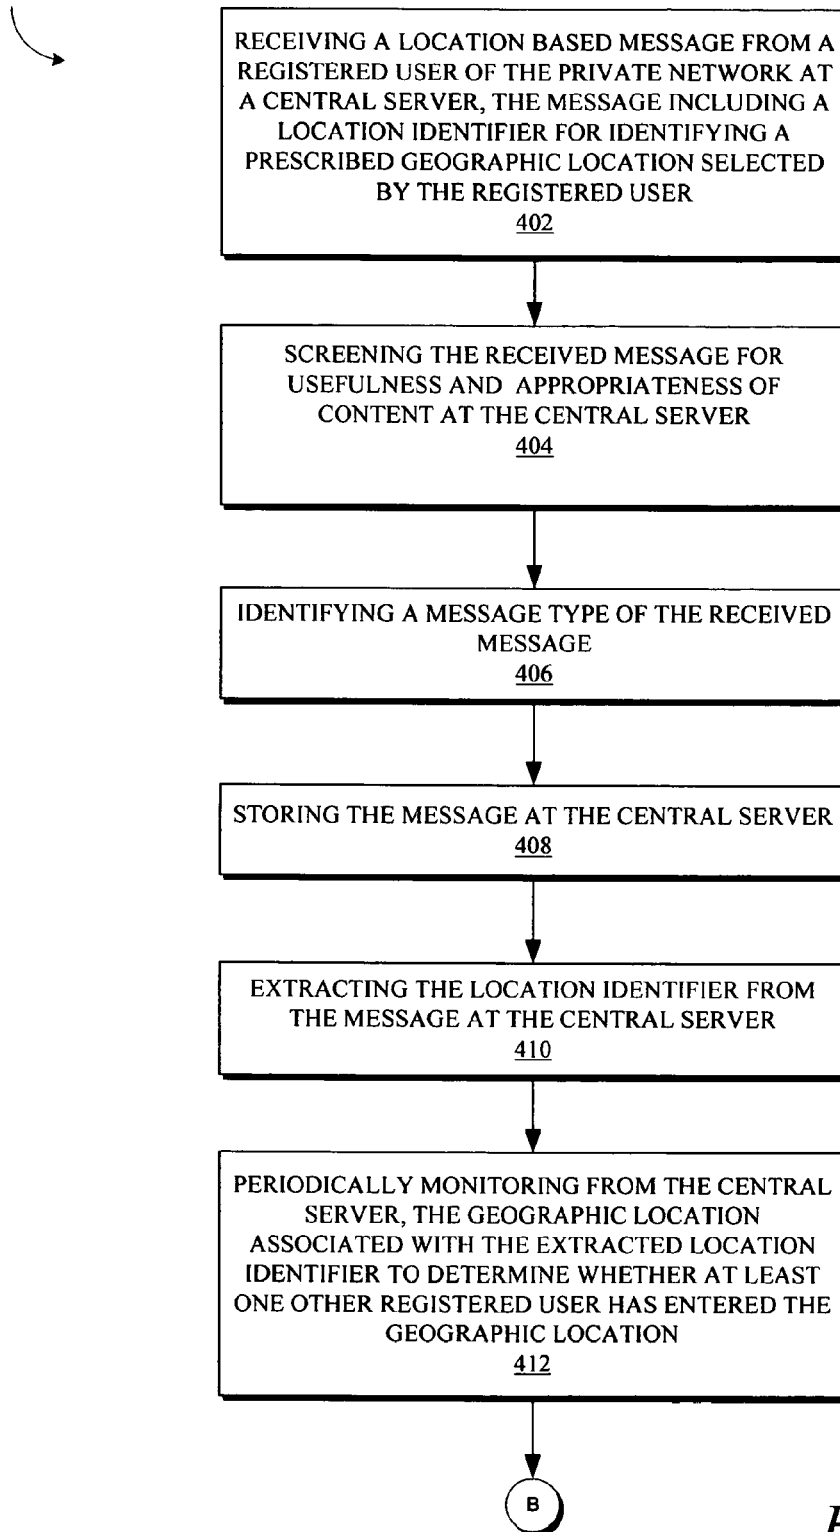 RECEIVING A LOCATION BASED MESSAGE FROM A
REGISTERED USER OF THE PRIVATE NETWORK AT
A CENTRAL SERVER, THE MESSAGE INCLUDING A
LOCATION IDENTIFIER FOR IDENTIFYING A
PRESCRIBED GEOGRAPHIC LOCATION SELECTED
BY THE REGISTERED USER
402
SCREENING THE RECEIVED MESSAGE FOR
USEFULNESS AND APPROPRIATENESS OF
CONTENT AT THE CENTRAL SERVER
404
IDENTIFYING A MESSAGE TYPE OF THE RECEIVED
MESSAGE
406
STORING THE MESSAGE AT THE CENTRAL SERVER
408
EXTRACTING THE LOCATION IDENTIFIER FROM
THE MESSAGE AT THE CENTRAL SERVER
410
PERIODICALLY MONITORING FROM THE CENTRAL
SERVER, THE GEOGRAPHIC LOCATION
ASSOCIATED WITH THE EXTRACTED LOCATION
IDENTIFIER TO DETERMINE WHETHER AT LEAST
ONE OTHER REGISTERED USER HAS ENTERED THE
GEOGRAPHIC LOCATION
412
B